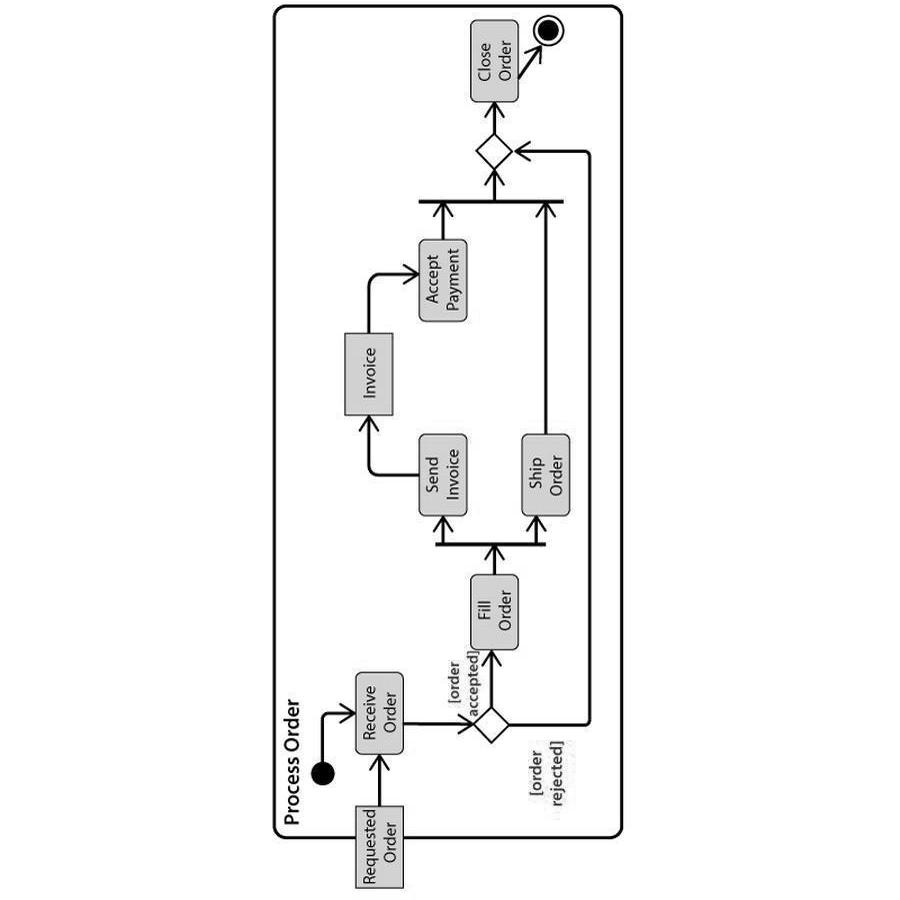 Process Order
Requested
Order
Receive
Order
[order
accepted]
[order
rejected]
Fill
Order
Send
Invoice
Ship
Order
Invoice
Accept
Payment
Close
Order